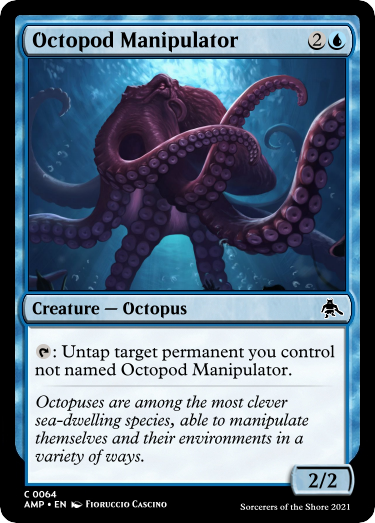 Octopod Manipulator 2
Creature — Octopus
: Untap target permanent you control
not named Octopod Manipulator.
Octopuses are among the most clever
sea-dwelling species, able to manipulate
themselves and their environments in a
variety of ways.
2/2
C 0064
AMP • EN Fioruccio Cascino
Sorcerers of the Shore 2021